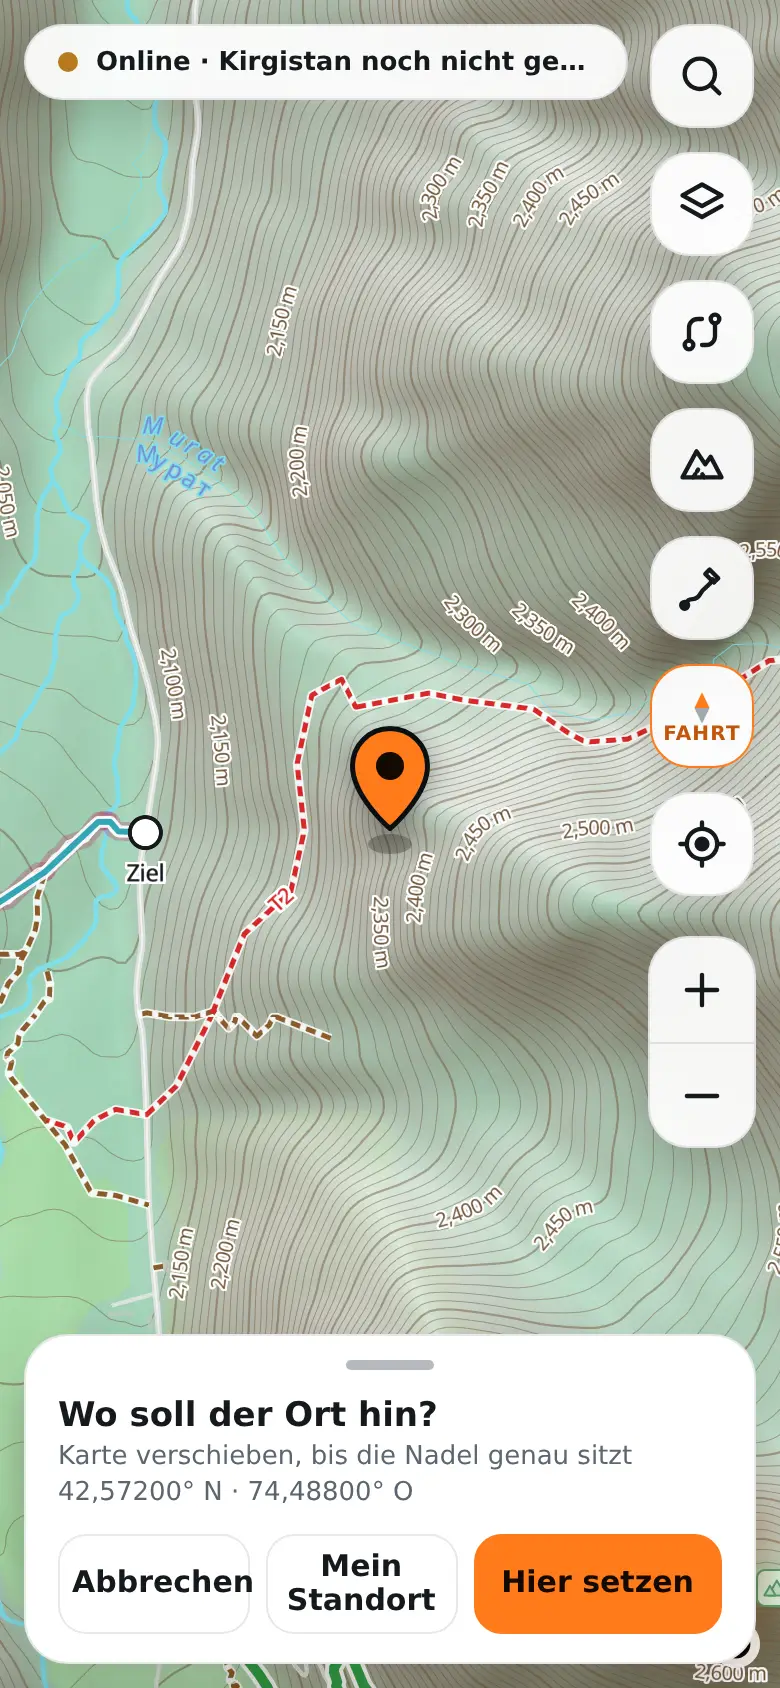 Online · Kirgistan noch nicht ge…
2,300 m
2,350 m
2,400 m
2,450 m
2,150 m
Murat
Мурат
2,200 m
2,050 m
2,300 m
2,350 m
2,400 m
2,100 m
2,150 m
FAHRT
2,450 m
2,500 m
Ziel
T2
2,400 m
2,350 m
2,400 m
2,450 m
2,150 m
2,200 m
Wo soll der Ort hin?
Karte verschieben, bis die Nadel genau sitzt
42,57200° N · 74,48800° O
Abbrechen
Mein
Standort
Hier setzen
2,600 m